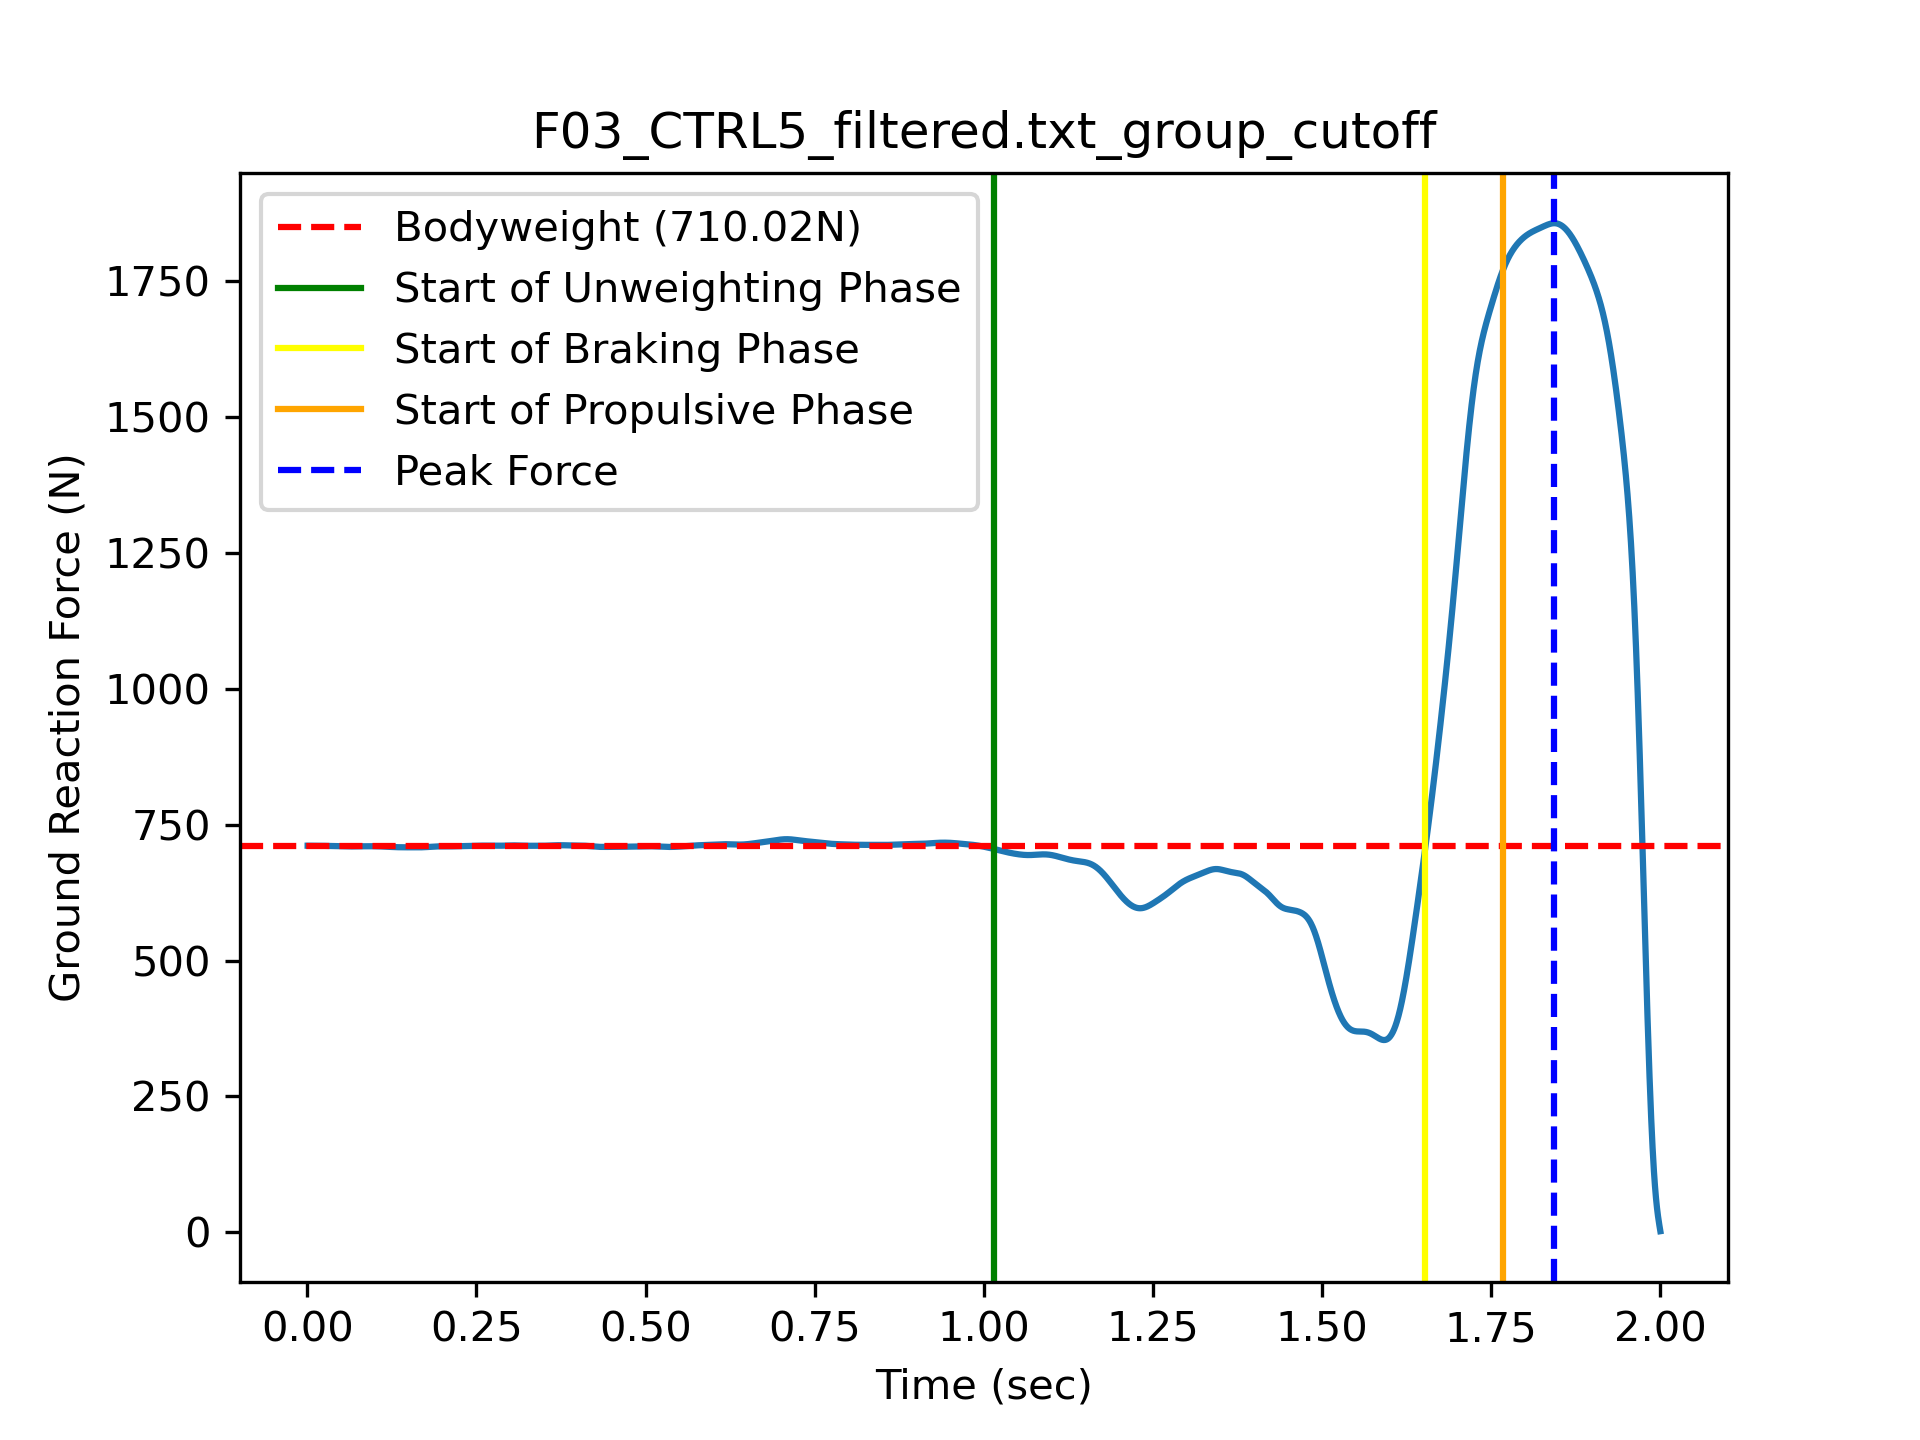 F03_CTRL5_filtered.txt_group_cutoff
Bodyweight (710.02N)
Start of Unweighting Phase
Start of Braking Phase
Start of Propulsive Phase
Peak Force
Ground Reaction Force (N)
1750
1500
1250
1000
750
500
250
0
0.00 0.25 0.50 0.75 1.00 1.25 1.50 1.75 2.00
Time (sec)